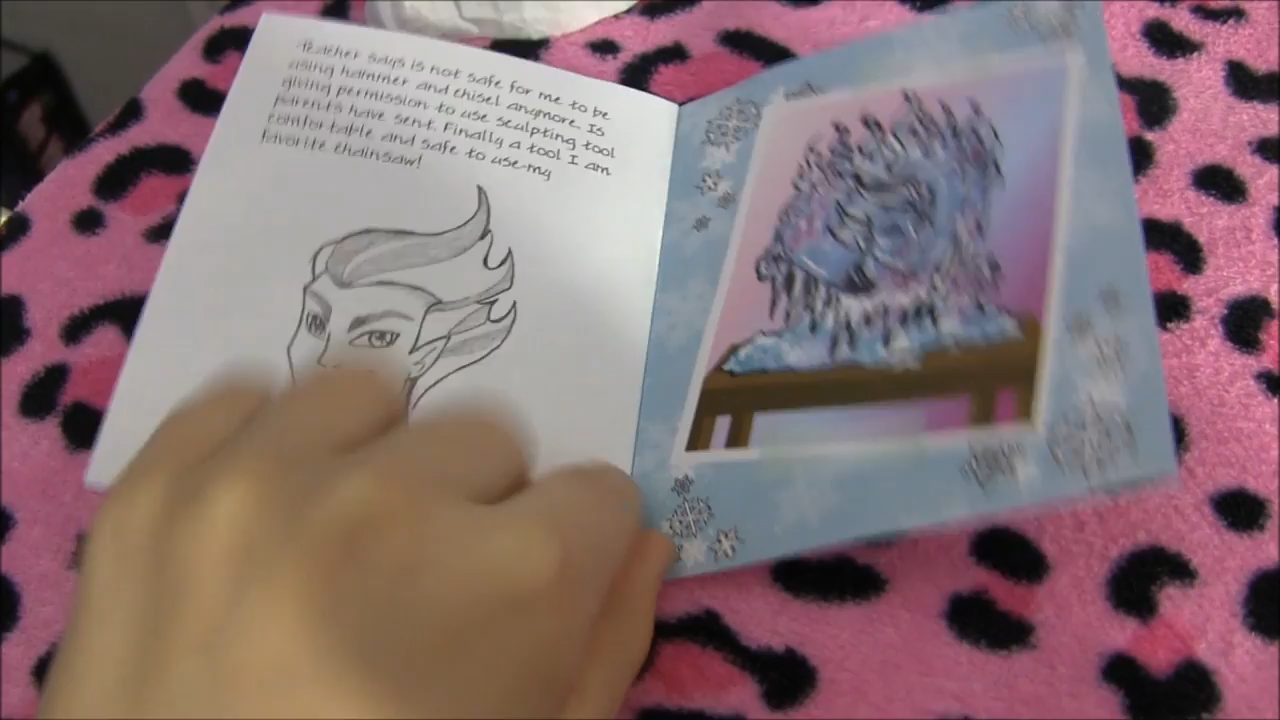 Teacher says is not safe for me to be
using hammer and chisel anymore. Is
giving permission to use sculpting tool
parents have sent. Finally a tool I am
comfortable and safe to use-my
favorite chainsaw!